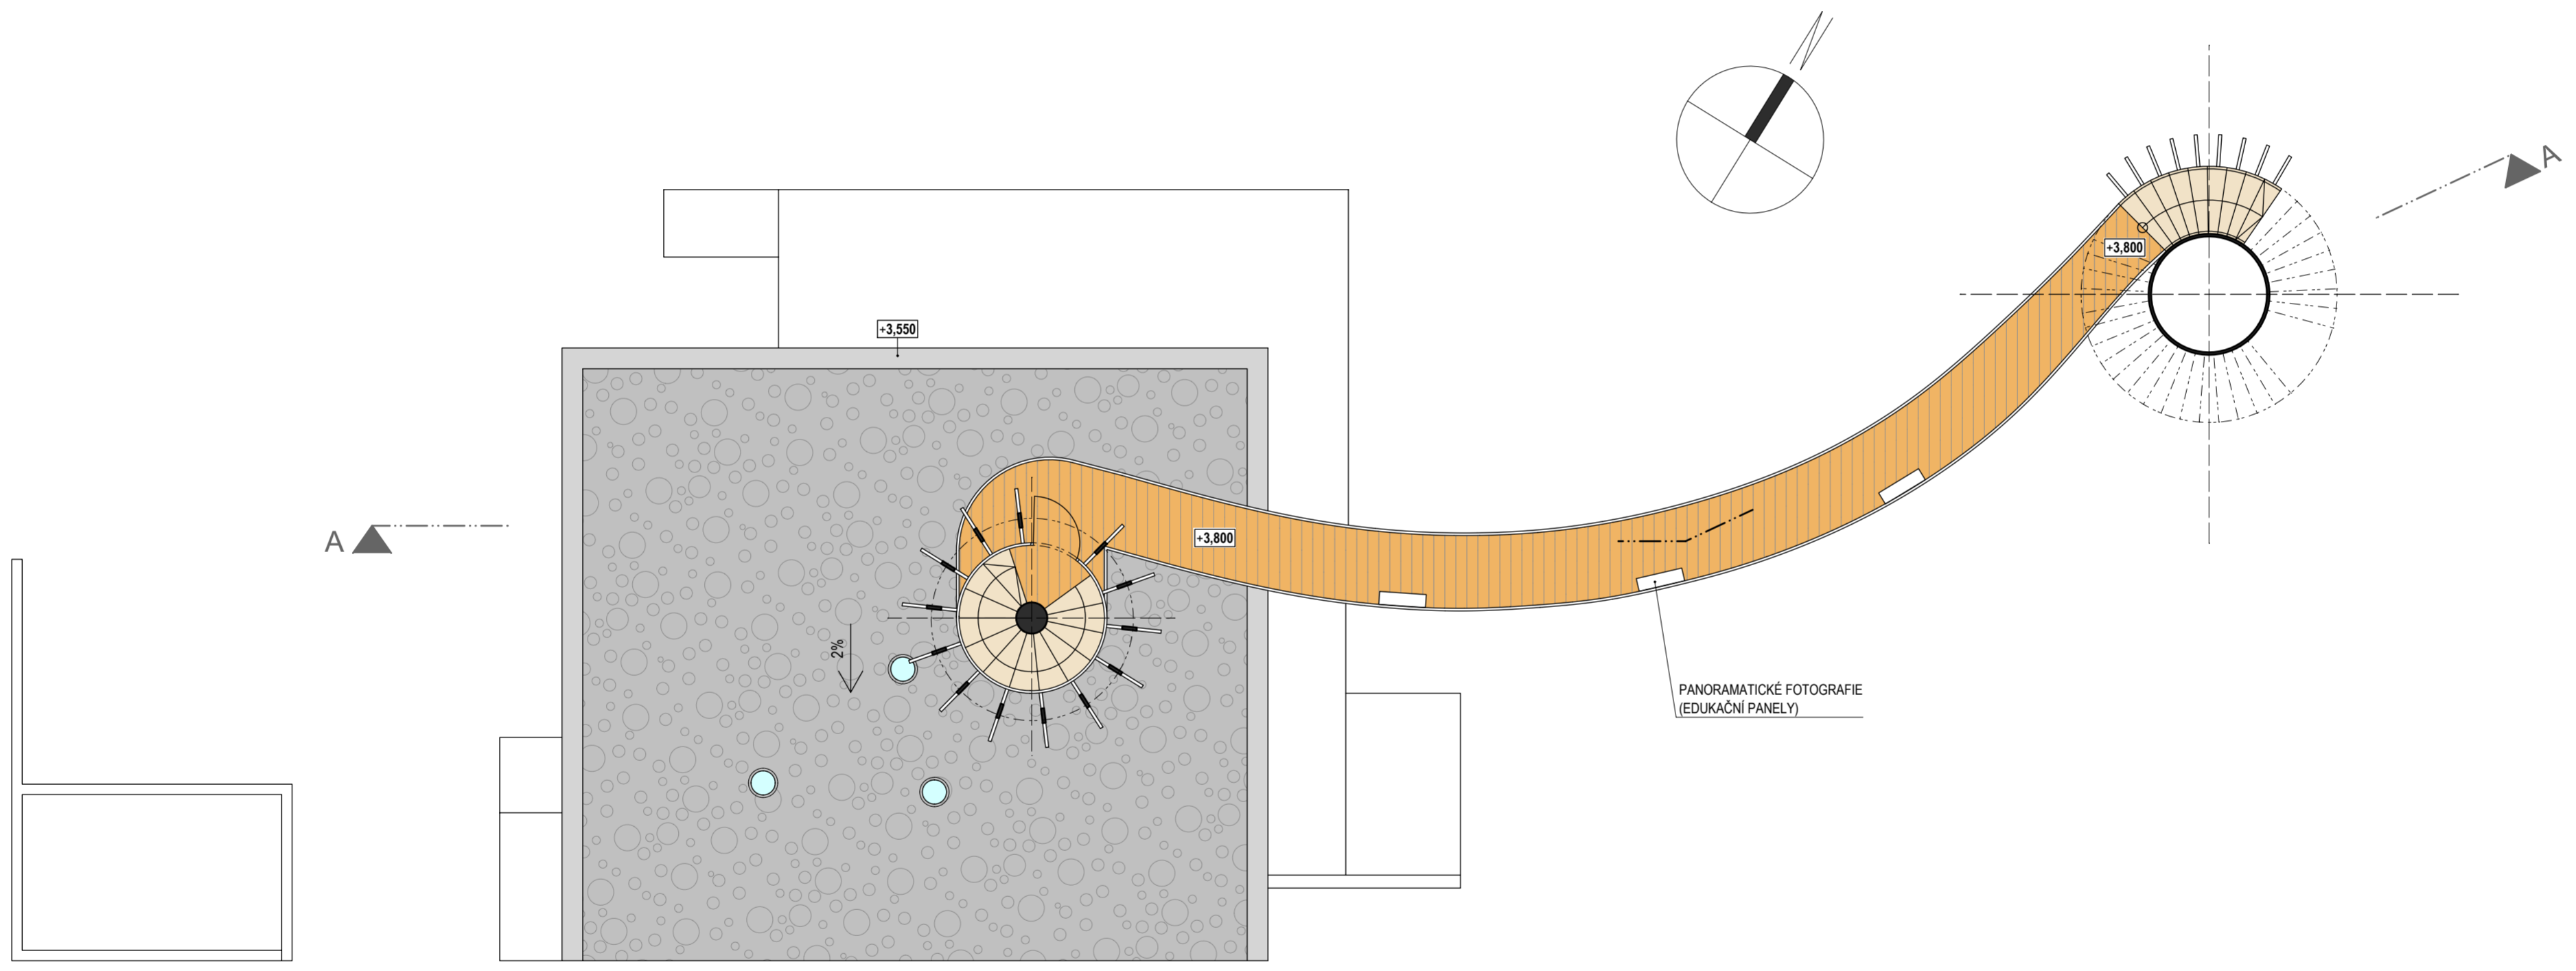 A
+3,800
+3,550
A
+3,800
2%
PANORAMATICKÉ FOTOGRAFIE
(EDUKAČNÍ PANELY)